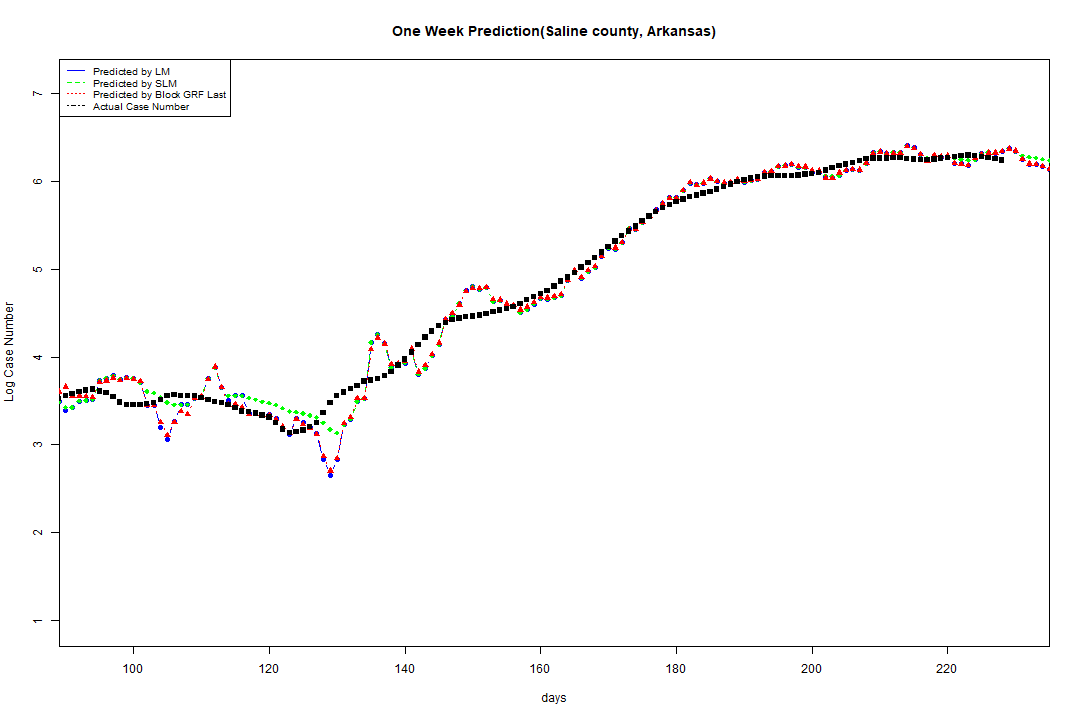 One Week Prediction(Saline county, Arkansas)
Predicted by LM
Predicted by SLM
Predicted by Block GRF Last
Actual Case Number
7
6
5
4
3
2
1
Log Case Number
100 120 140 160 180 200 220
days